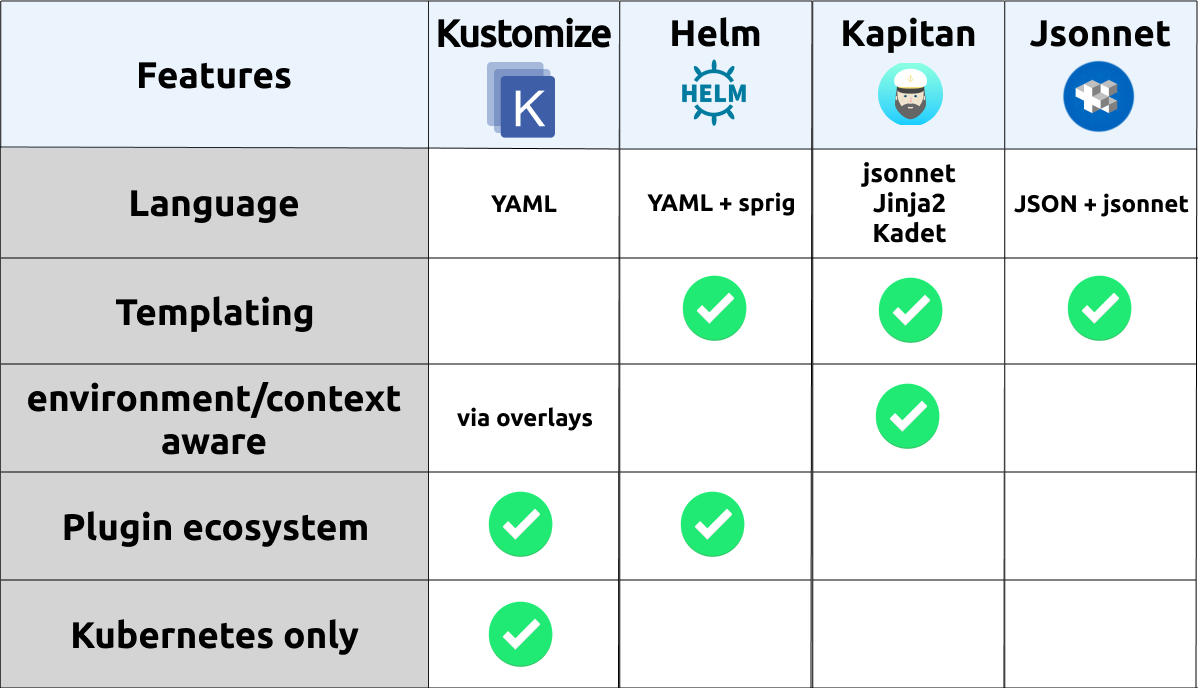 Features
Kustomize
K
Helm
HELM
Kapitan
Jsonnet
Language
YAML
YAML + sprig
jsonnet
Jinja2
Kadet
JSON + jsonnet
Templating
environment/context
aware
via overlays
Plugin ecosystem
Kubernetes only